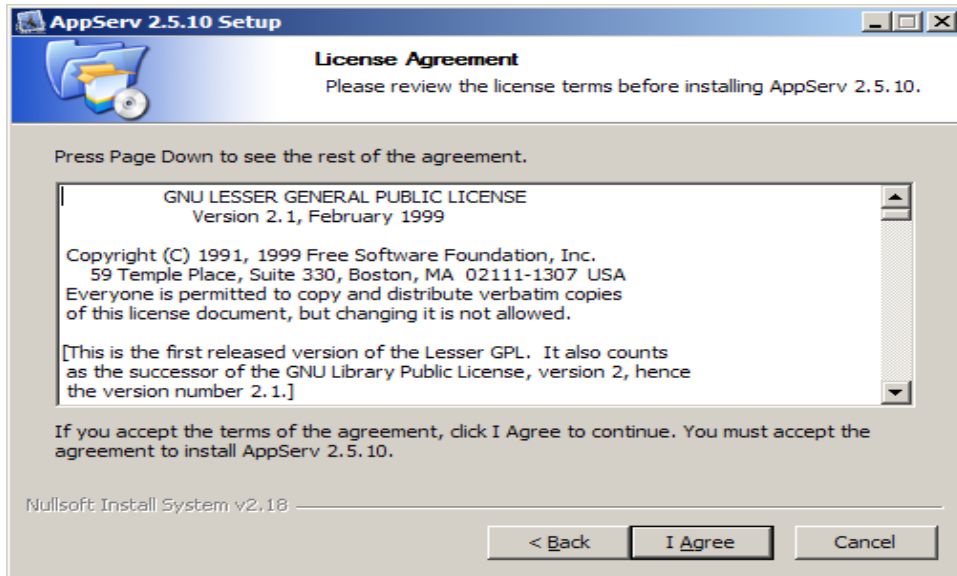 AppServ 2.5.10 Setup
License Agreement
Please review the license terms before installing AppServ 2.5.10.
Press Page Down to see the rest of the agreement.
GNU LESSER GENERAL PUBLIC LICENSE
Version 2.1, February 1999
Copyright (C) 1991, 1999 Free Software Foundation, Inc.
59 Temple Place, Suite 330, Boston, MA 02111-1307 USA
Everyone is permitted to copy and distribute verbatim copies
of this license document, but changing it is not allowed.
[This is the first released version of the Lesser GPL. It also counts
as the successor of the GNU Library Public License, version 2, hence
the version number 2.1.]
If you accept the terms of the agreement, click I Agree to continue. You must accept the
agreement to install AppServ 2.5.10.
Nullsoft Install System v2.18
< Back I Agree Cancel